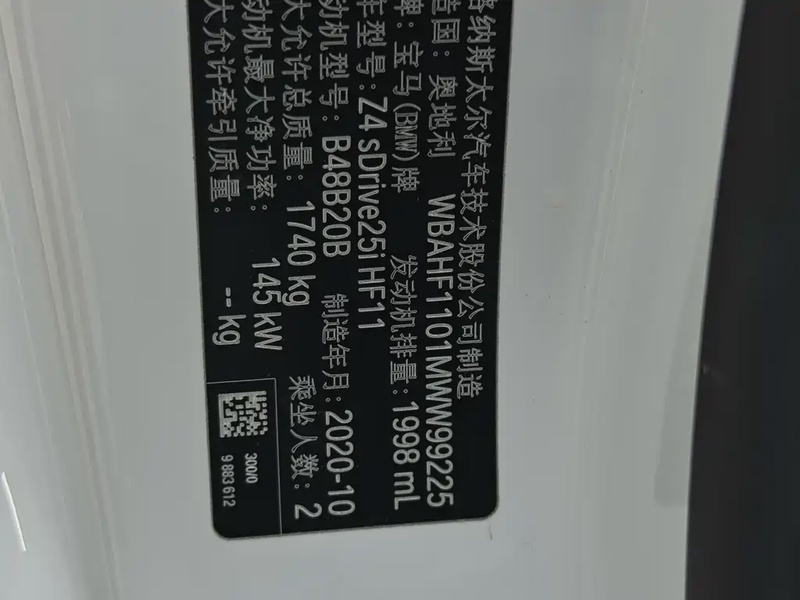 格纳斯太尔汽车技术股份公司制造
造国: 奥地利 WBAHF1101MWW99225
牌: 宝马(BMW)牌 发动机排量: 1998 mL
车型号: Z4 sDrive25i HF11
动机型号: B48B20B 制造年月: 2020-10
大允许总质量: 1740 kg 乘坐人数: 2
动机最大净功率: 145 kW
大允许牵引质量: -- kg
300/0
9 883 612